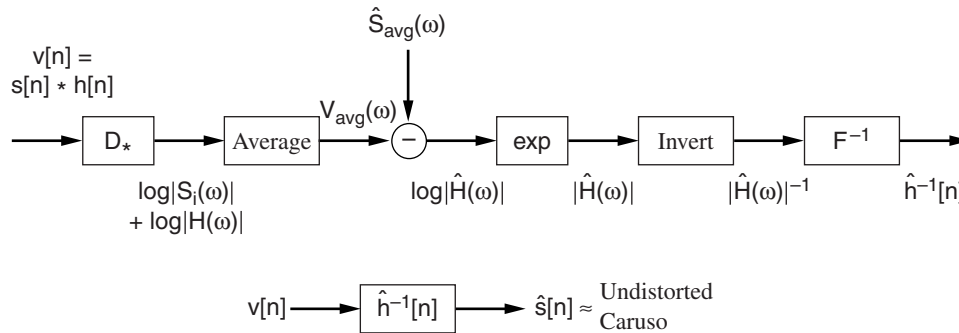 Ŝavg(ω)
v[n] =
s[n] * h[n]
Vavg(ω)
D*
Average
−
exp
Invert
F⁻¹
log|Si(ω)|
+ log|H(ω)|
log|Ĥ(ω)|
|Ĥ(ω)|
|Ĥ(ω)|⁻¹
ĥ⁻¹[n]
v[n]
ĥ⁻¹[n]
ŝ[n] ≈ Undistorted
Caruso